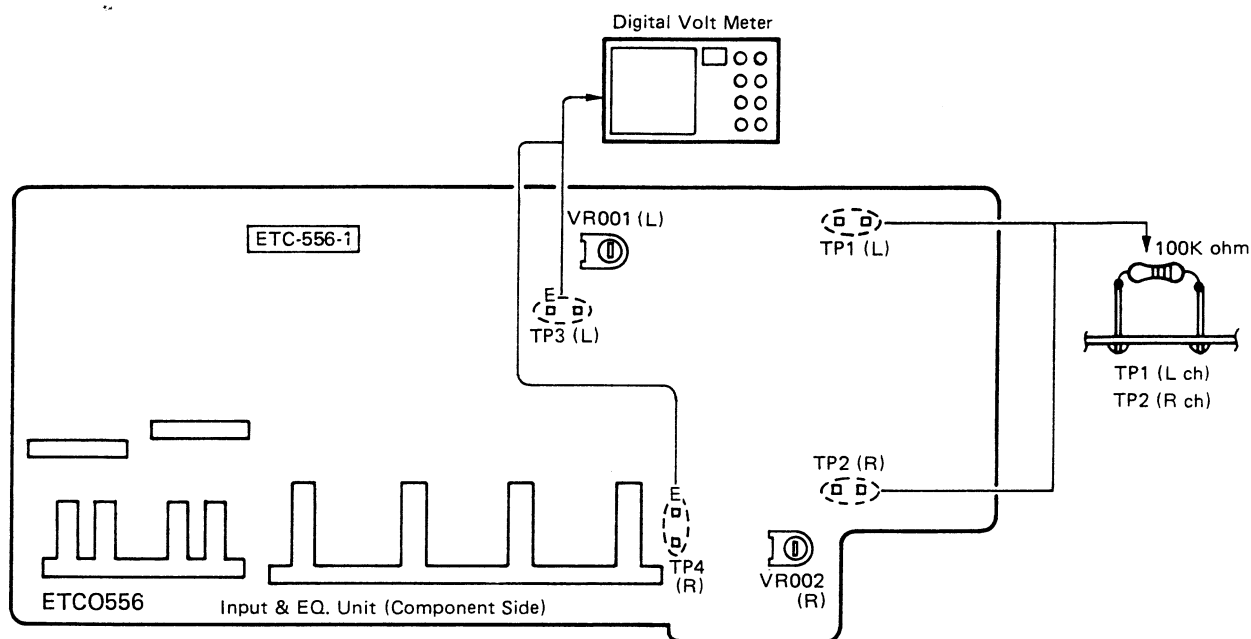 Digital Volt Meter
VR001 (L)
ETC-556-1
TP1 (L)
100K ohm
E
TP3 (L)
TP1 (L ch)
TP2 (R ch)
TP2 (R)
E
TP4
(R)
VR002
(R)
ETCO556
Input & EQ. Unit (Component Side)